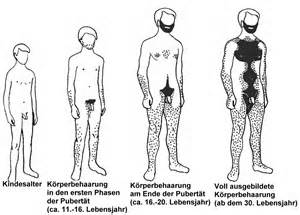 Kindesalter
Körperbehaarung
in den ersten Phasen
der Pubertät
(ca. 11.-16. Lebensjahr)
Körperbehaarung
am Ende der Pubertät
(ca. 16.-20. Lebensjahr)
Voll ausgebildete
Körperbehaarung
(ab dem 30. Lebensjahr)